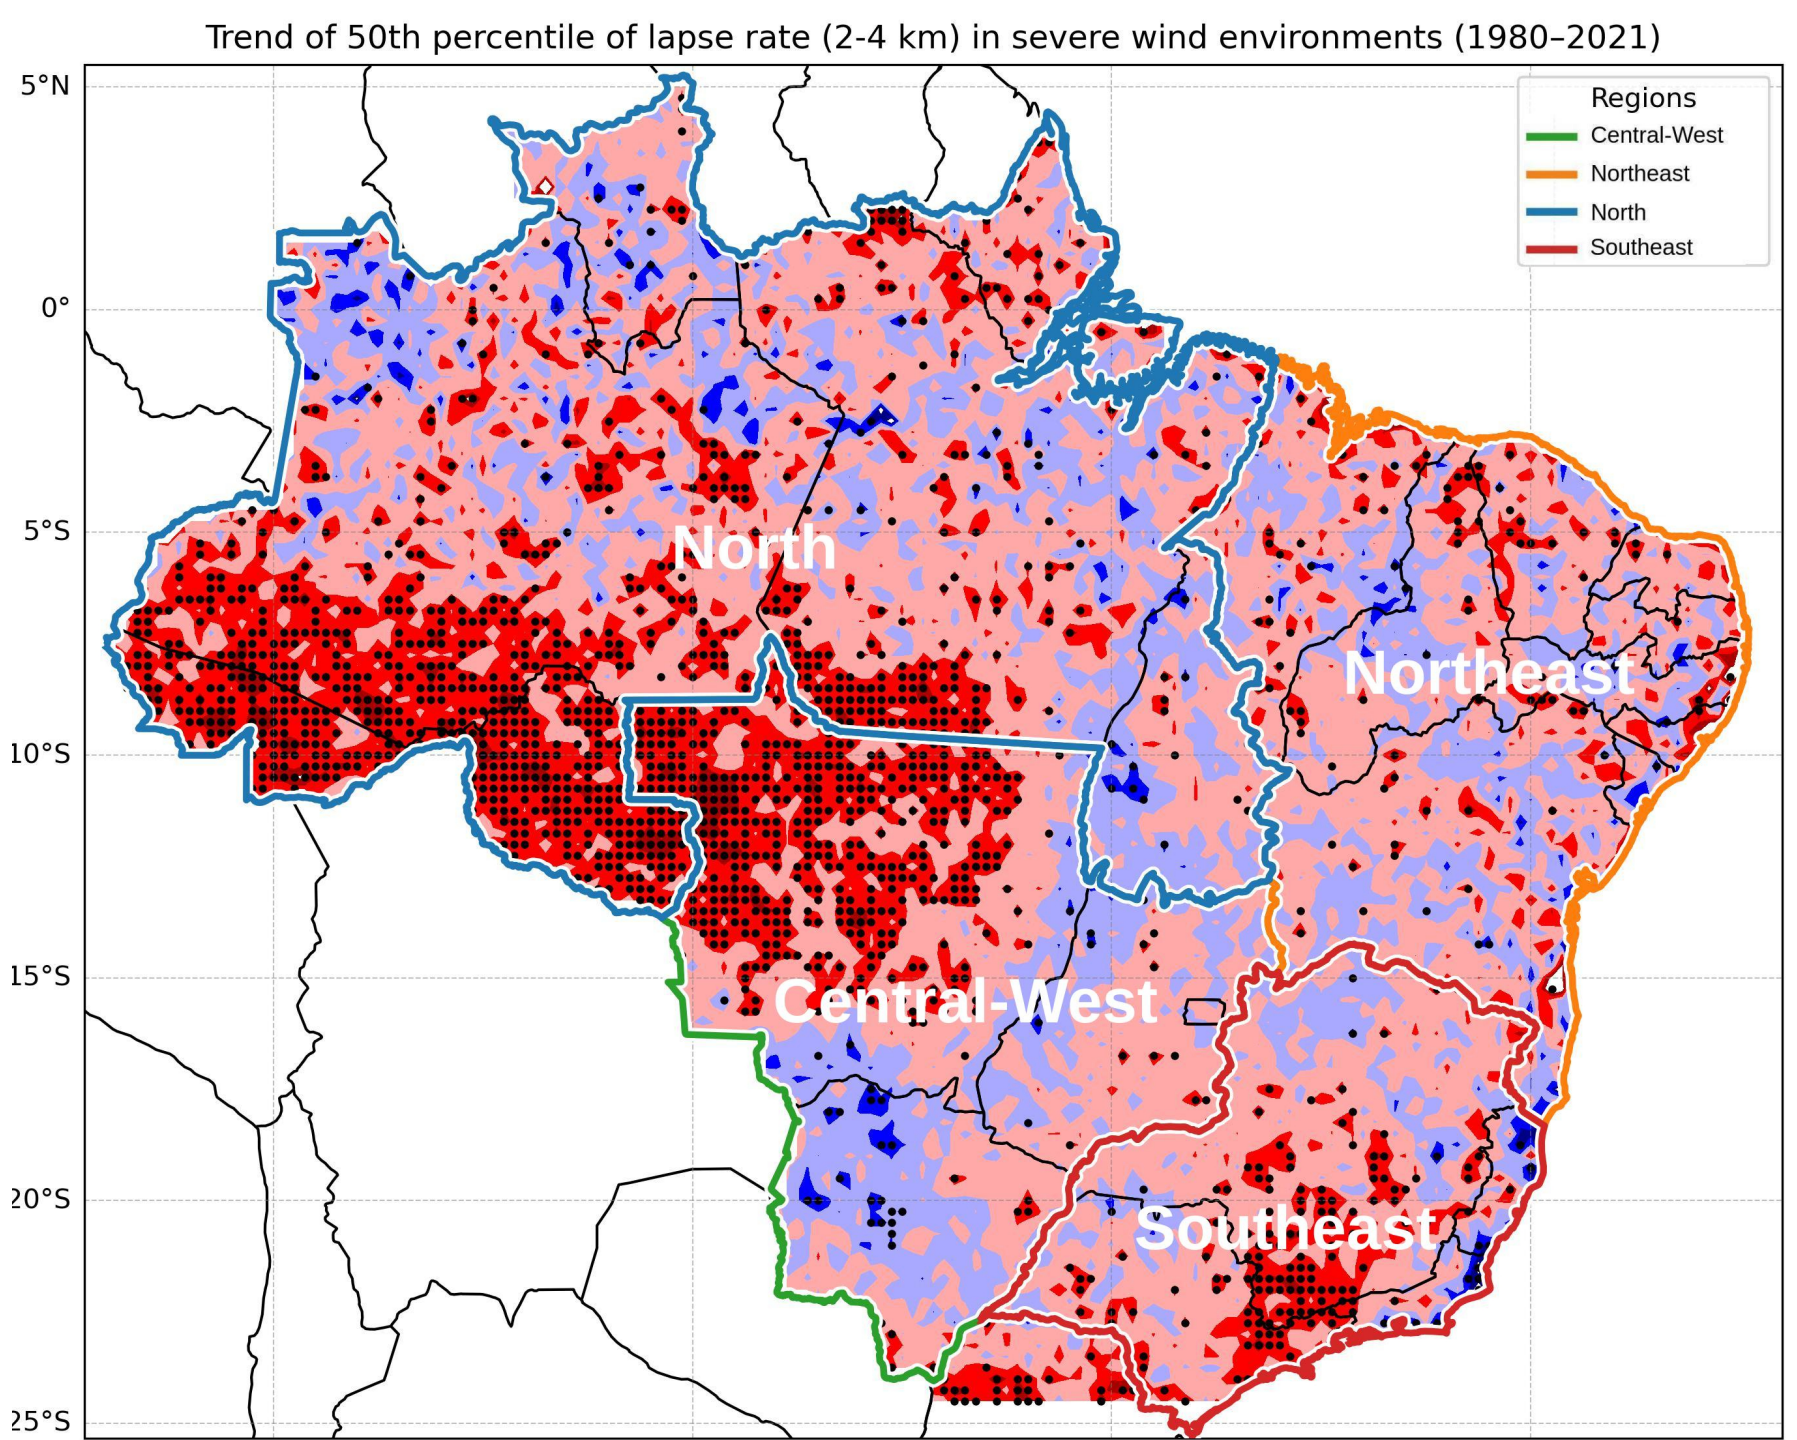 Trend of 50th percentile of lapse rate (2-4 km) in severe wind environments (1980–2021)
5°N
Regions
Central-West
Northeast
North
Southeast
0°
5°S
North
Northeast
10°S
15°S
Central-West
20°S
Southeast
25°S